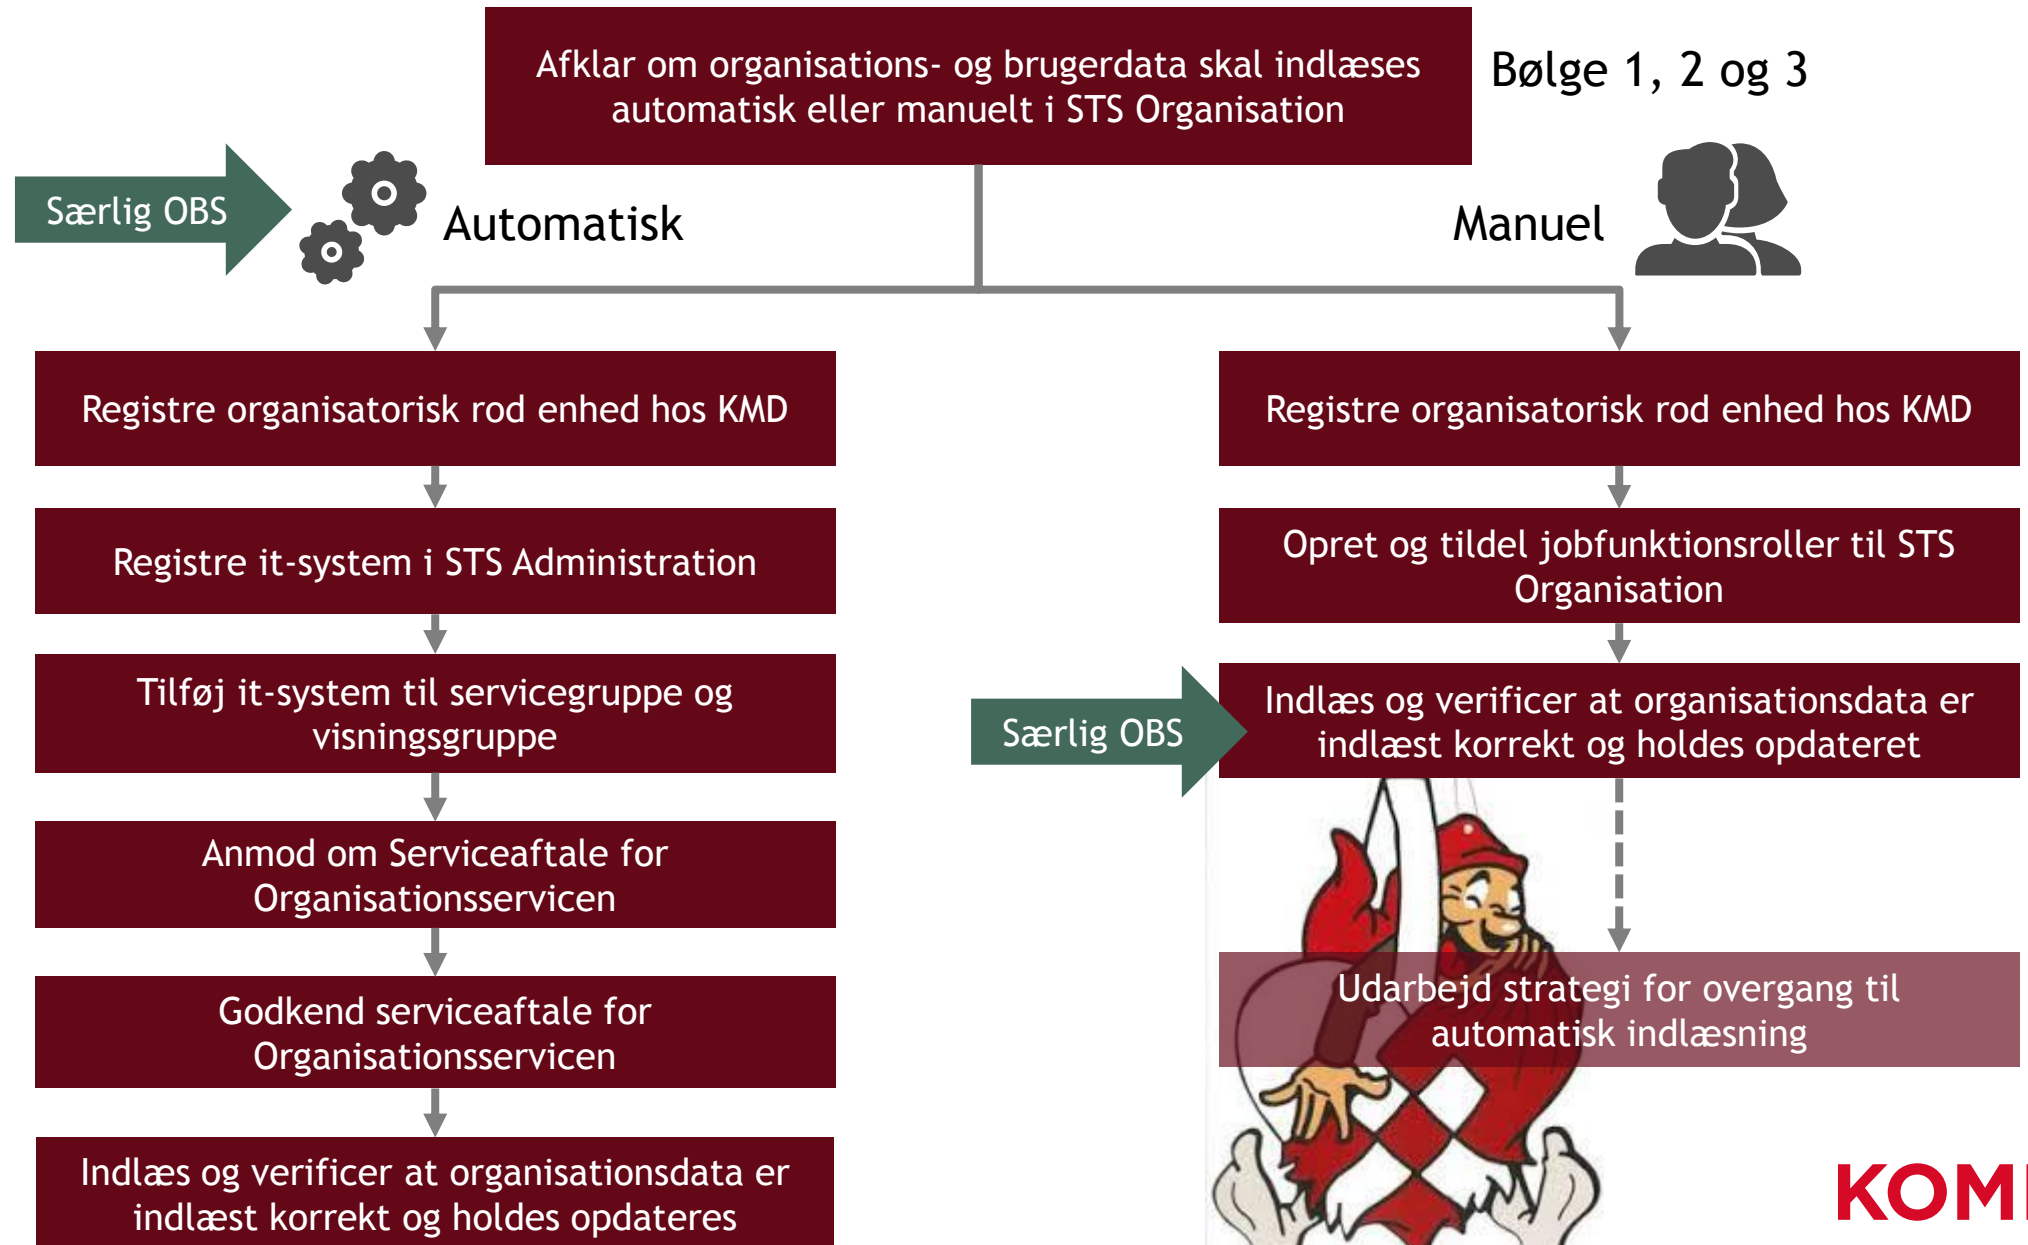 Afklar om organisations- og brugerdata skal indlæses
automatisk eller manuelt i STS Organisation
Bølge 1, 2 og 3
Særlig OBS
Automatisk
Manuel
Registre organisatorisk rod enhed hos KMD
Registre it-system i STS Administration
Tilføj it-system til servicegruppe og
visningsgruppe
Anmod om Serviceaftale for
Organisationsservicen
Godkend serviceaftale for
Organisationsservicen
Indlæs og verificer at organisationsdata er
indlæst korrekt og holdes opdateres
Registre organisatorisk rod enhed hos KMD
Opret og tildel jobfunktionsroller til STS
Organisation
Særlig OBS
Indlæs og verificer at organisationsdata er
indlæst korrekt og holdes opdateret
Udarbejd strategi for overgang til
automatisk indlæsning